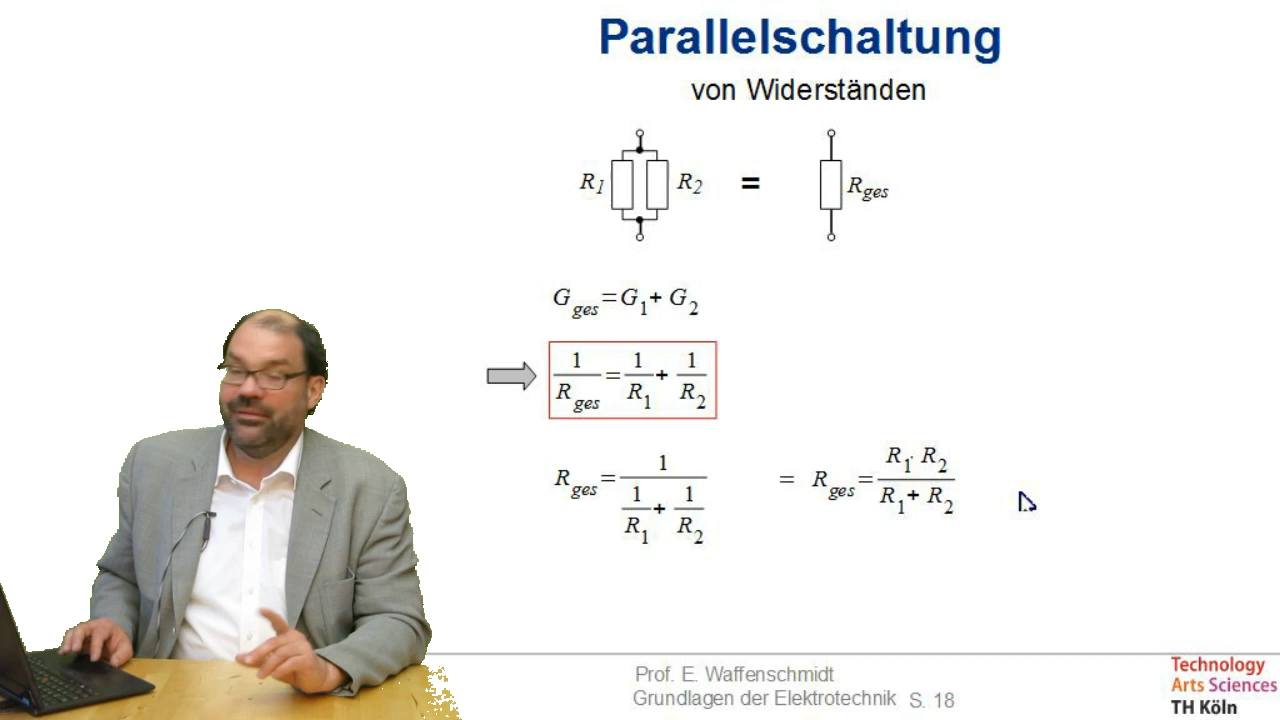 Parallelschaltung
von Widerständen
R1 R2 = Rges
Gges=G1+ G2
1/Rges = 1/R1 + 1/R2
Rges = 1/(1/R1 + 1/R2) = Rges = (R1· R2)/(R1+ R2)
Prof. E. Waffenschmidt
Grundlagen der Elektrotechnik S. 18
Technology
Arts Sciences
TH Köln